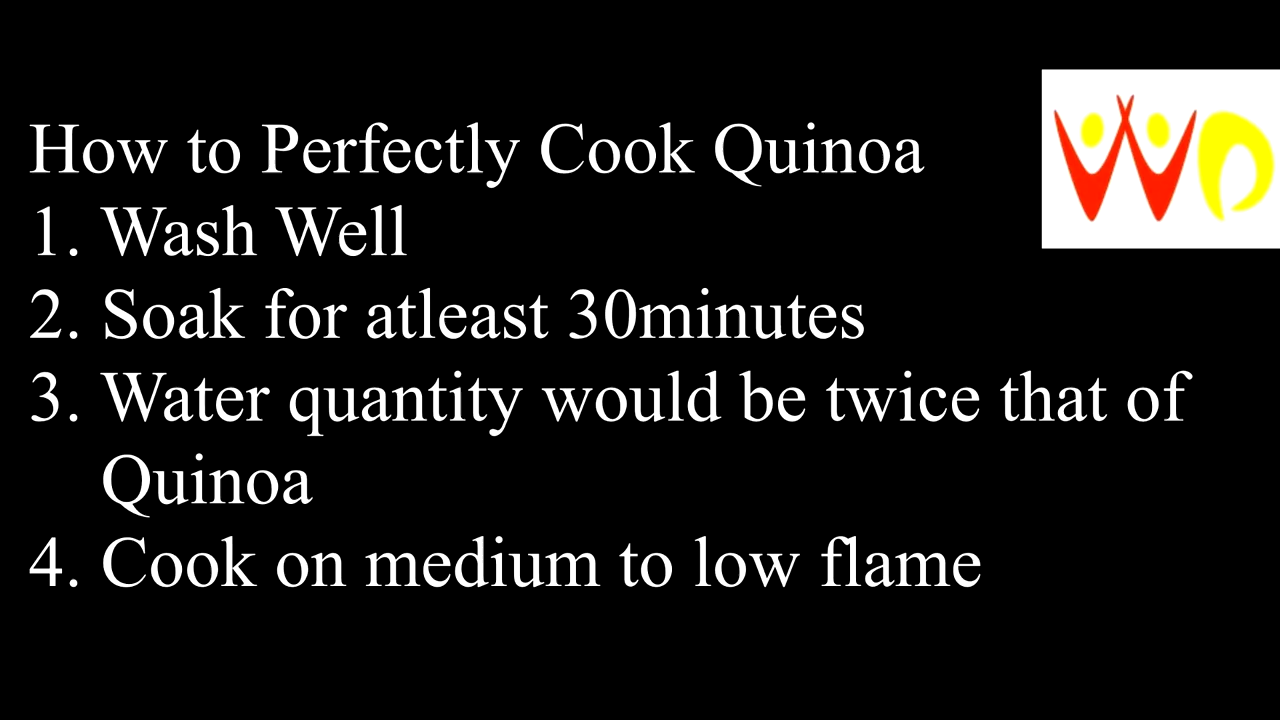 How to Perfectly Cook Quinoa
1. Wash Well
2. Soak for atleast 30minutes
3. Water quantity would be twice that of
Quinoa
4. Cook on medium to low flame